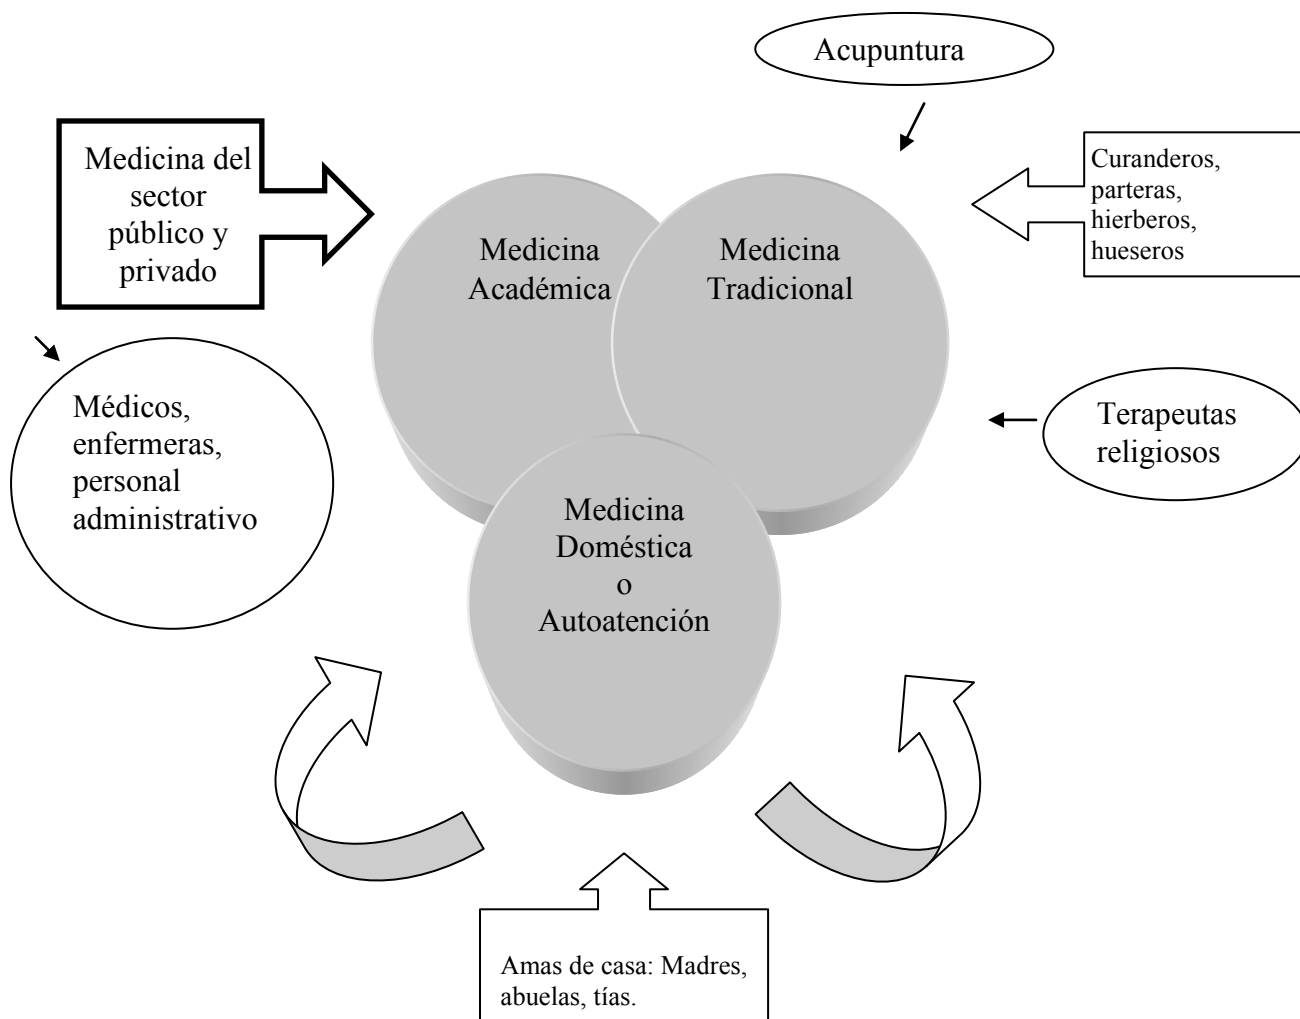 Acupuntura
Medicina del
sector
público y
privado
Curanderos,
parteras,
hierberos,
hueseros
Medicina
Académica
Medicina
Tradicional
Médicos,
enfermeras,
personal
administrativo
Terapeutas
religiosos
Medicina
Doméstica
o
Autoatención
Amas de casa: Madres,
abuelas, tías.